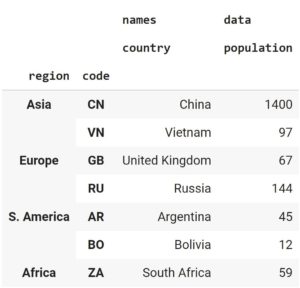 names data
country population
region code
Asia CN China 1400
VN Vietnam 97
Europe GB United Kingdom 67
RU Russia 144
S. America AR Argentina 45
BO Bolivia 12
Africa ZA South Africa 59